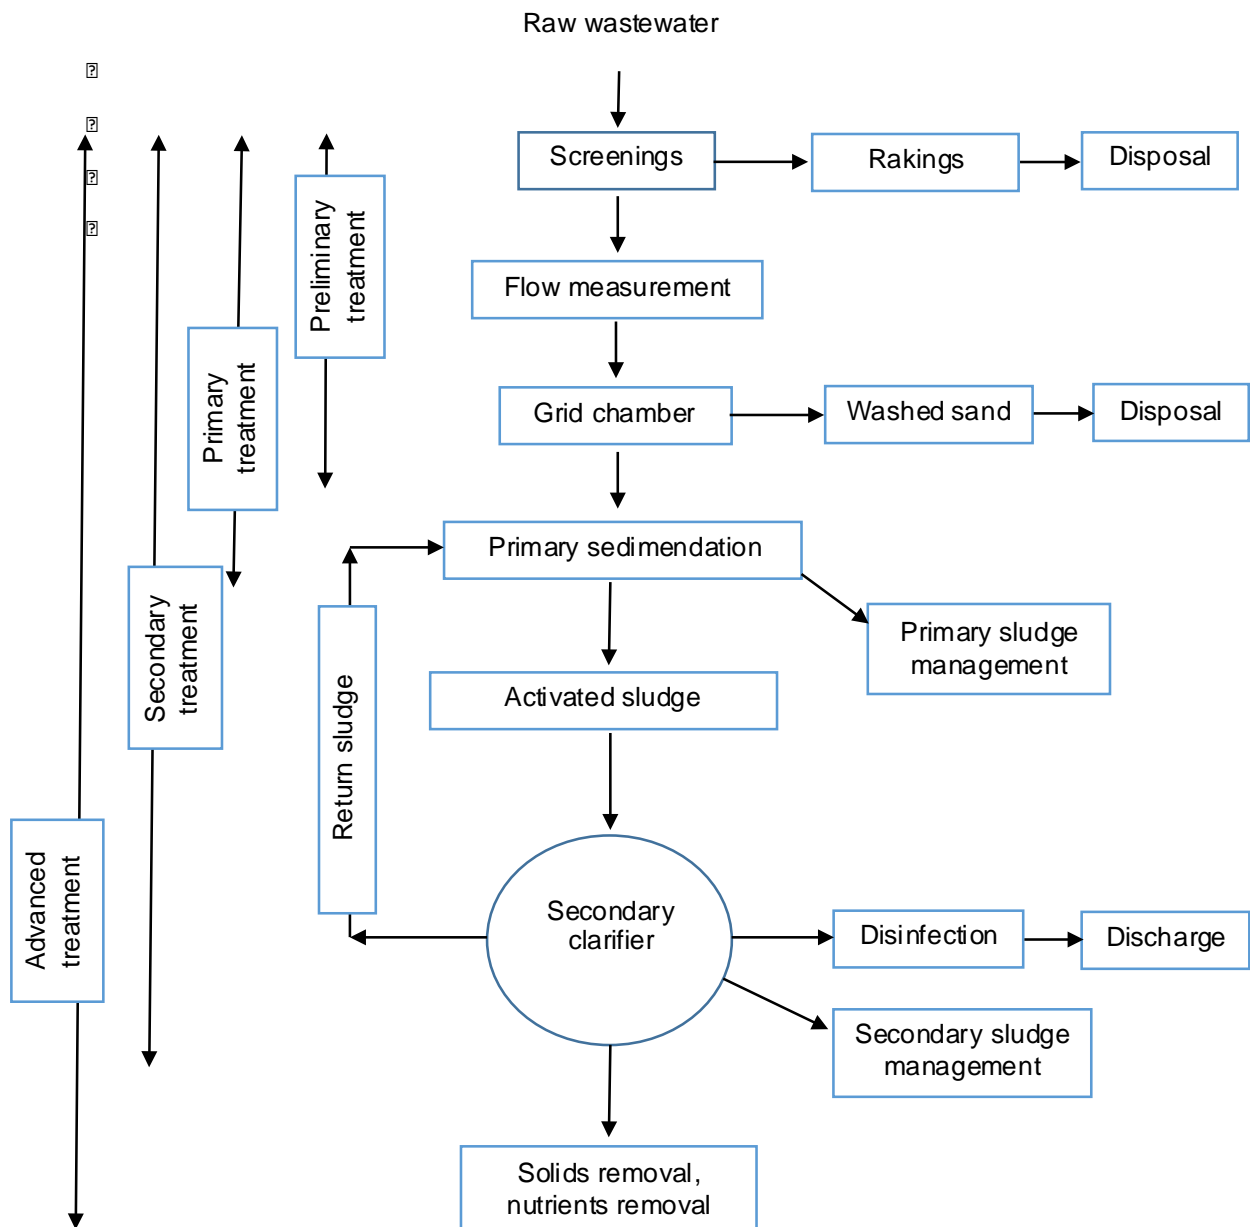 Raw wastewater
Screenings
Rakings
Disposal
Preliminary
treatment
Flow measurement
Primary
treatment
Grid chamber
Washed sand
Disposal
Primary sedimendation
Secondary
treatment
Return sludge
Primary sludge
management
Activated sludge
Advanced
treatment
Secondary
clarifier
Disinfection
Discharge
Secondary sludge
management
Solids removal,
nutrients removal